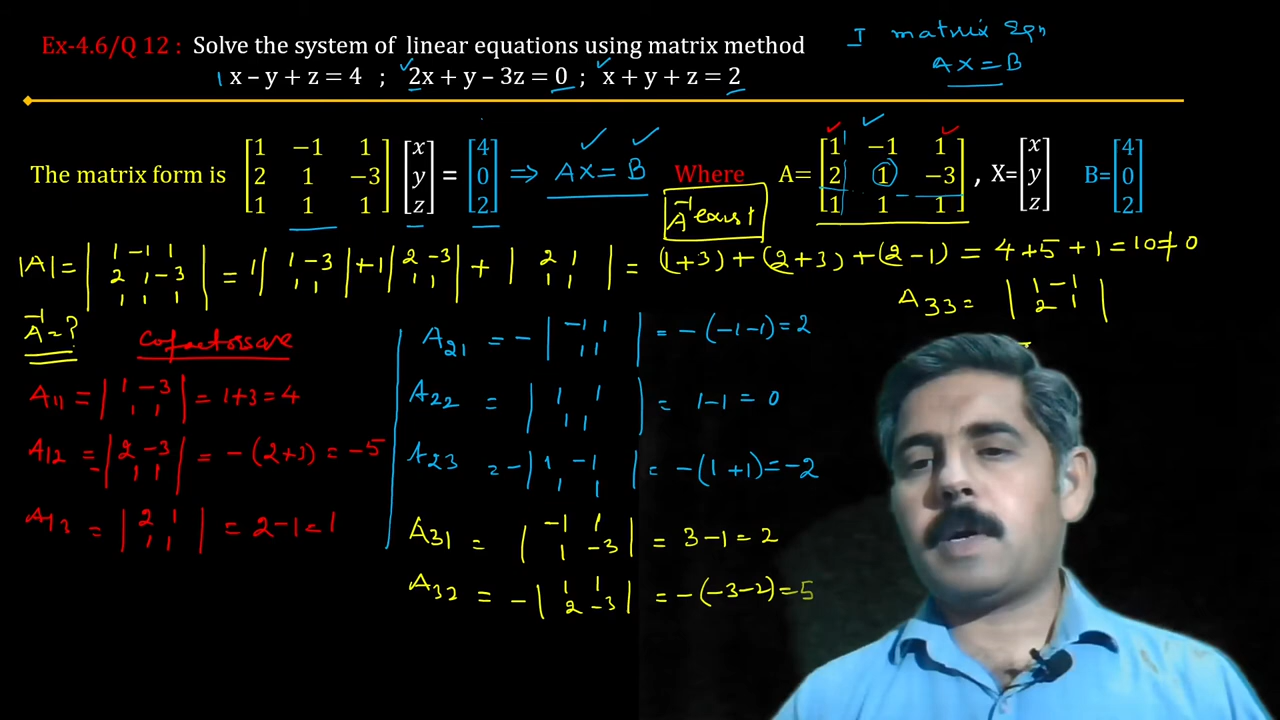 Ex-4.6/Q 12 : Solve the system of linear equations using matrix method
1 x – y + z = 4 ; 2x + y – 3z = 0 ; x + y + z = 2
I matrix Eqn
AX = B
The matrix form is [1 −1 1; 2 1 −3; 1 1 1] [x; y; z] = [4; 0; 2] ⇒ AX = B Where A= [1 −1 1; 2 1 −3; 1 1 1] , X= [x; y; z] B= [4; 0; 2]
A⁻¹ exist
|A| = |1 −1 1; 2 1 −3; 1 1 1| = 1 |1 −3; 1 1| + 1 |2 −3; 1 1| + |2 1; 1 1| = (1+3) + (2+3) + (2−1) = 4+5+1 = 10 ≠ 0
A⁻¹ = ?
Cofactors are
A11 = |1 −3; 1 1| = 1+3 = 4
A12 = −|2 −3; 1 1| = −(2+3) = −5
A13 = |2 1; 1 1| = 2−1 = 1
A21 = −|−1 1; 1 1| = −(−1−1) = 2
A22 = |1 1; 1 1| = 1−1 = 0
A23 = −|1 −1; 1 1| = −(1+1) = −2
A31 = |−1 1; 1 −3| = 3−1 = 2
A32 = −|1 1; 2 −3| = −(−3−2) = 5
A33 = |1 −1; 2 1|